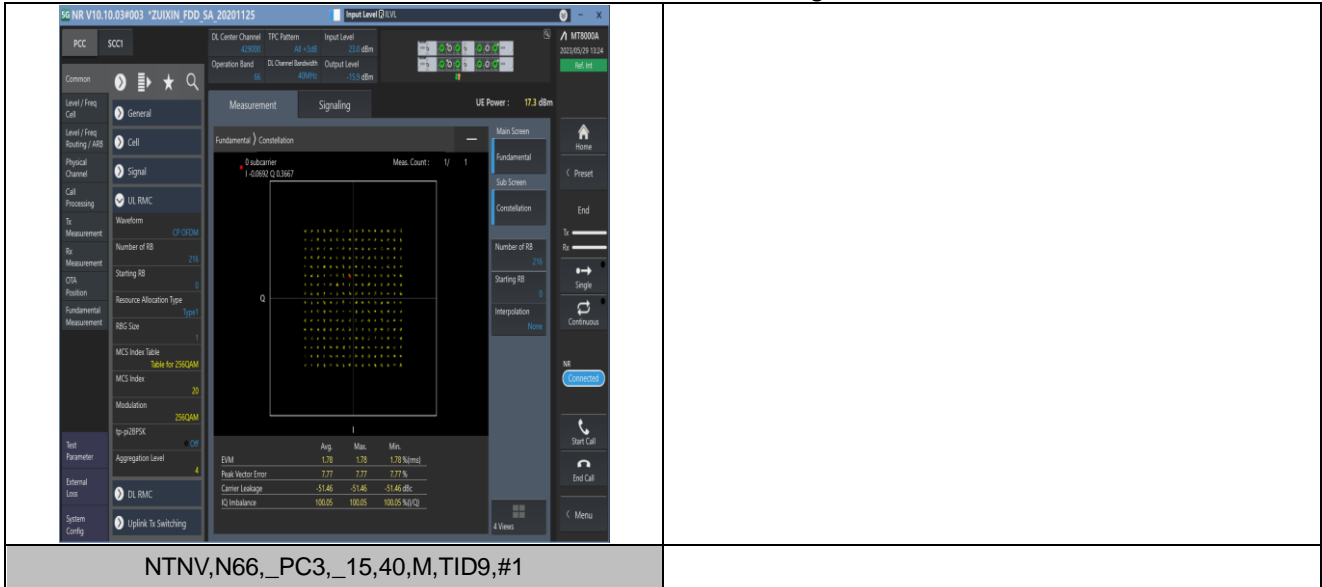 5G NR V10.10.03#003 *ZUIXIN_FDD_SA_20201125
Input Level ILVL
PCC SCC1
DL Center Channel TPC Pattern Input Level
429000 All +3dB 23.0 dBm
Operation Band DL Channel Bandwidth Output Level
66 40MHz -15.9 dBm
MT8000A
2023/05/29 13:24
Ref. Int
Common
Level / Freq
Cell
Level / Freq
Routing / ARB
Physical
Channel
Call
Processing
Tx
Measurement
Rx
Measurement
OTA
Position
Fundamental
Measurement
Test
Parameter
External
Loss
System
Config
General
Cell
Signal
UL RMC
Waveform
CP OFDM
Number of RB
216
Starting RB
0
Resource Allocation Type
Type1
RBG Size
1
MCS Index Table
Table for 256QAM
MCS Index
20
Modulation
256QAM
tp-pi2BPSK
Off
Aggregation Level
4
DL RMC
Uplink Tx Switching
Measurement Signaling
UE Power : 17.3 dBm
Fundamental Constellation
0 subcarrier Meas. Count : 1/ 1
I -0.0692 Q 0.3667
Q
I
Avg. Max. Min.
EVM 1.78 1.78 1.78 %(rms)
Peak Vector Error 7.77 7.77 7.77 %
Carrier Leakage -51.46 -51.46 -51.46 dBc
IQ Imbalance 100.05 100.05 100.05 %(I/Q)
Main Screen
Fundamental
Sub Screen
Constellation
Number of RB
216
Starting RB
0
Interpolation
None
4 Views
Home
Preset
End
Tx
Rx
Single
Continuous
NR
Connected
Start Call
End Call
Menu
NTNV,N66,_PC3,_15,40,M,TID9,#1